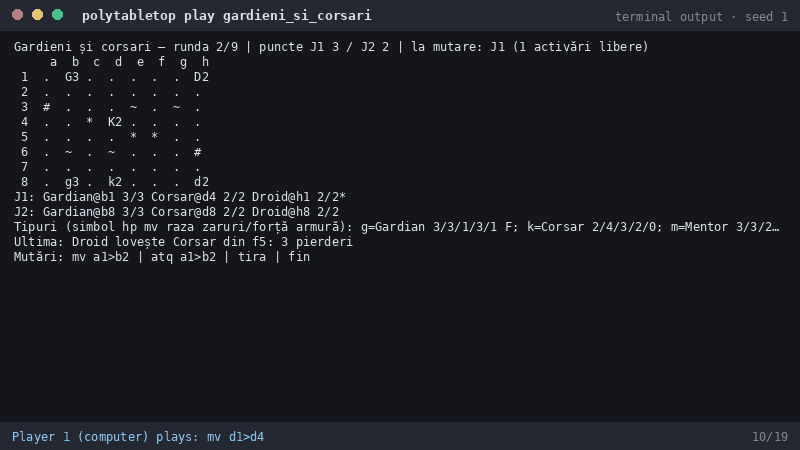 polytabletop play gardieni_si_corsari
terminal output · seed 1
Gardieni și corsari — runda 2/9 | puncte J1 3 / J2 2 | la mutare: J1 (1 activări libere)
a b c d e f g h
1 . G3 . . . . . D2
2 . . . . . . . .
3 # . . . ~ . ~ .
4 . . * K2 . . . .
5 . . . . * * . .
6 . ~ . ~ . . . #
7 . . . . . . . .
8 . g3 . k2 . . . d2
J1: Gardian@b1 3/3 Corsar@d4 2/2 Droid@h1 2/2*
J2: Gardian@b8 3/3 Corsar@d8 2/2 Droid@h8 2/2
Tipuri (simbol hp mv raza zaruri/forță armură): g=Gardian 3/3/1/3/1 F; k=Corsar 2/4/3/2/0; m=Mentor 3/3/2…
Ultima: Droid lovește Corsar din f5: 3 pierderi
Mutări: mv a1>b2 | atq a1>b2 | tira | fin
Player 1 (computer) plays: mv d1>d4
10/19